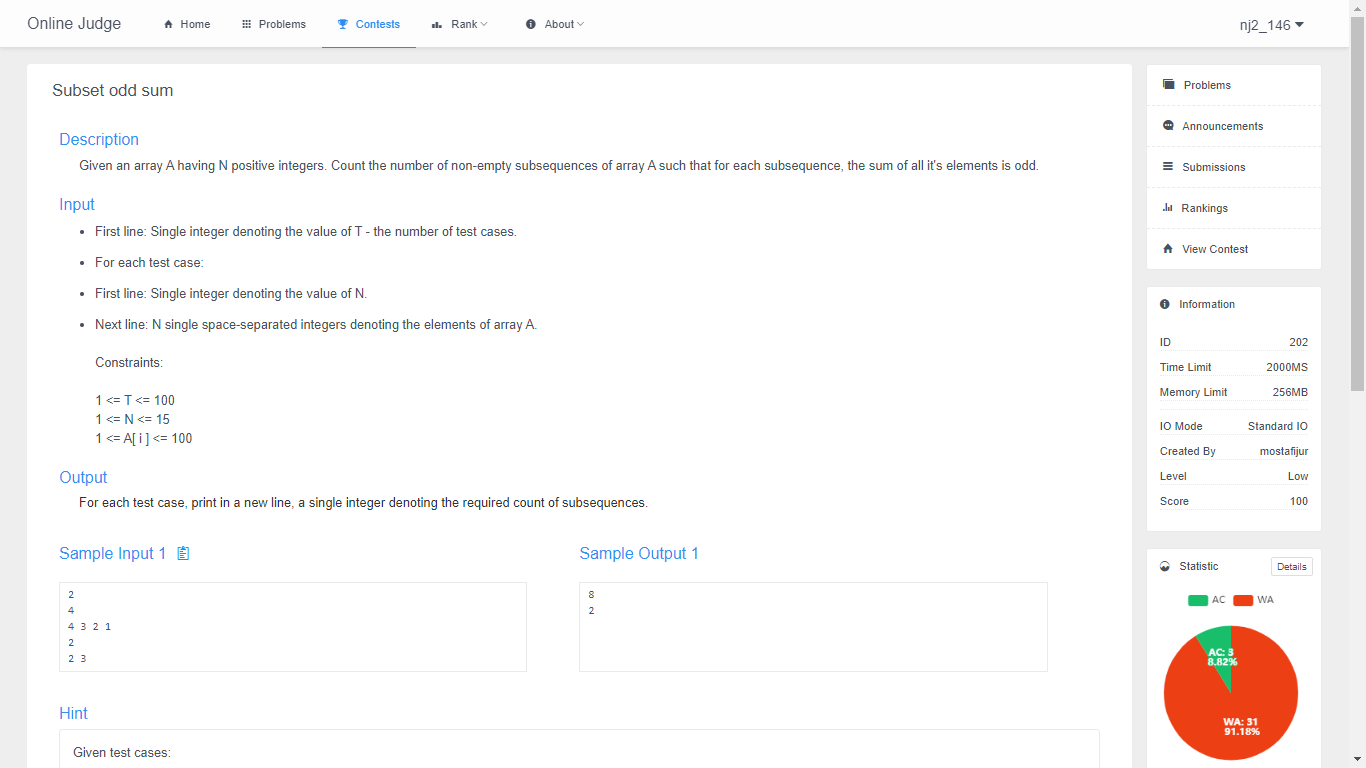 Online Judge
Home
Problems
Contests
Rank
About
nj2_146
Subset odd sum
Description
Given an array A having N positive integers. Count the number of non-empty subsequences of array A such that for each subsequence, the sum of all it's elements is odd.
Input
First line: Single integer denoting the value of T - the number of test cases.
For each test case:
First line: Single integer denoting the value of N.
Next line: N single space-separated integers denoting the elements of array A.
Constraints:
1 <= T <= 100
1 <= N <= 15
1 <= A[ i ] <= 100
Output
For each test case, print in a new line, a single integer denoting the required count of subsequences.
Sample Input 1
2
4
4 3 2 1
2
2 3
Sample Output 1
8
2
Hint
Given test cases:
Problems
Announcements
Submissions
Rankings
View Contest
Information
ID 202
Time Limit 2000MS
Memory Limit 256MB
IO Mode Standard IO
Created By mostafijur
Level Low
Score 100
Statistic
Details
AC WA
AC: 3
8.82%
WA: 31
91.18%